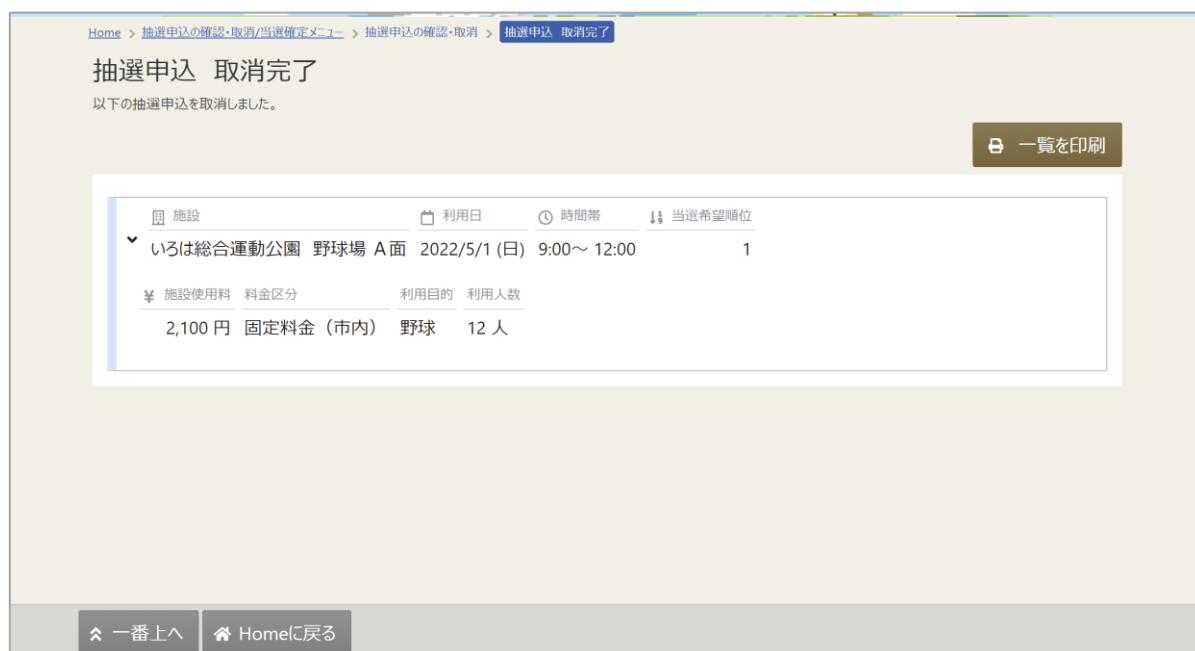 Home > 抽選申込の確認・取消/当選確定メニュー > 抽選申込の確認・取消 > 抽選申込 取消完了
抽選申込 取消完了
以下の抽選申込を取消しました。
一覧を印刷
施設 利用日 時間帯 当選希望順位
いろは総合運動公園 野球場 A面 2022/5/1 (日) 9:00～ 12:00 1
¥ 施設使用料 料金区分 利用目的 利用人数
2,100 円 固定料金（市内） 野球 12 人
一番上へ Homeに戻る